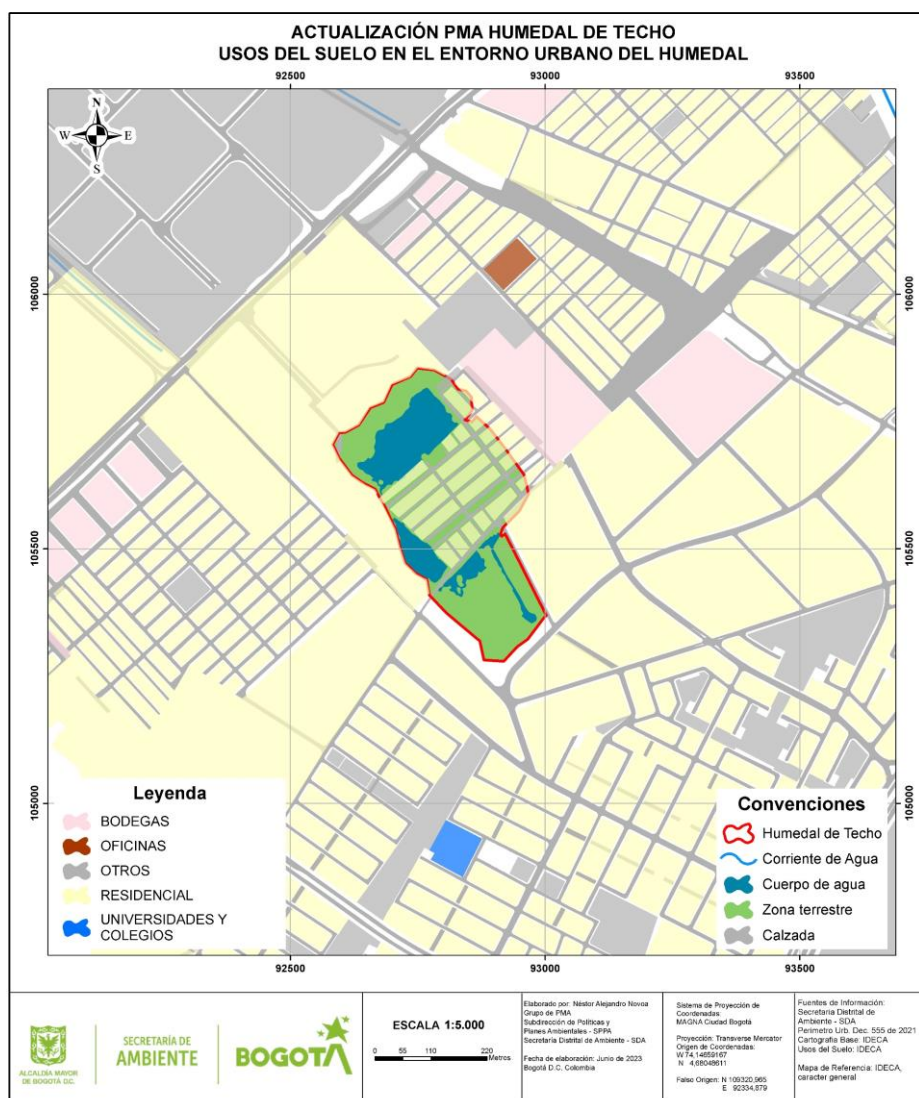 ACTUALIZACIÓN PMA HUMEDAL DE TECHO
USOS DEL SUELO EN EL ENTORNO URBANO DEL HUMEDAL
92500
93000
93500
N
W
E
S
106000
106000
105500
105500
105000
105000
Leyenda
BODEGAS
OFICINAS
OTROS
RESIDENCIAL
UNIVERSIDADES Y
COLEGIOS
Convenciones
Humedal de Techo
Corriente de Agua
Cuerpo de agua
Zona terrestre
Calzada
92500
93000
93500
ALCALDÍA MAYOR
DE BOGOTÁ D.C.
SECRETARÍA DE
AMBIENTE
BOGOTÁ
ESCALA 1:5.000
0 55 110 220
Metros
Elaborado por: Néstor Alejandro Novoa
Grupo de PMA
Subdirección de Políticas y
Planes Ambientales - SPPA
Secretaría Distrital de Ambiente - SDA
Fecha de elaboración: Junio de 2023
Bogotá D.C. Colombia
Sistema de Proyección de
Coordenadas:
MAGNA Ciudad Bogotá
Proyección: Transverse Mercator
Origen de Coordenadas:
W 74,14659167
N 4,68048611
Falso Origen: N 109320,965
E 92334,879
Fuentes de Información:
Secretaria Distrital de
Ambiente - SDA
Perimetro Urb. Dec. 555 de 2021
Cartografia Base: IDECA
Usos del Suelo: IDECA
Mapa de Referencia: IDECA,
caracter general